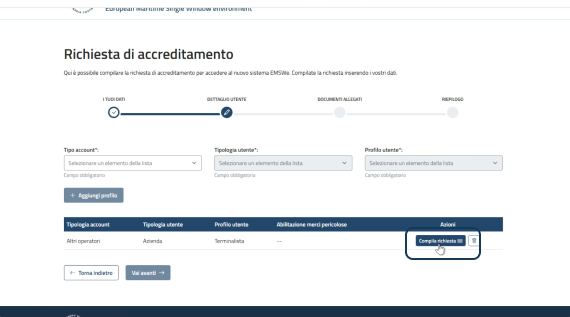 European Maritime Single Window environment
Richiesta di accreditamento
Qui è possibile compilare la richiesta di accreditamento per accedere al nuovo sistema EMSWe. Compilate la richiesta inserendo i vostri dati.
I TUOI DATI DETTAGLIO UTENTE DOCUMENTI ALLEGATI RIEPILOGO
Tipo account*: Tipologia utente*: Profilo utente*:
Selezionare un elemento della lista Selezionare un elemento della lista Selezionare un elemento della lista
Campo obbligatorio Campo obbligatorio Campo obbligatorio
+ Aggiungi profilo
Tipologia account Tipologia utente Profilo utente Abilitazione merci pericolose Azioni
Altri operatori Azienda Terminalista -- Compila richiesta
← Torna indietro Vai avanti →